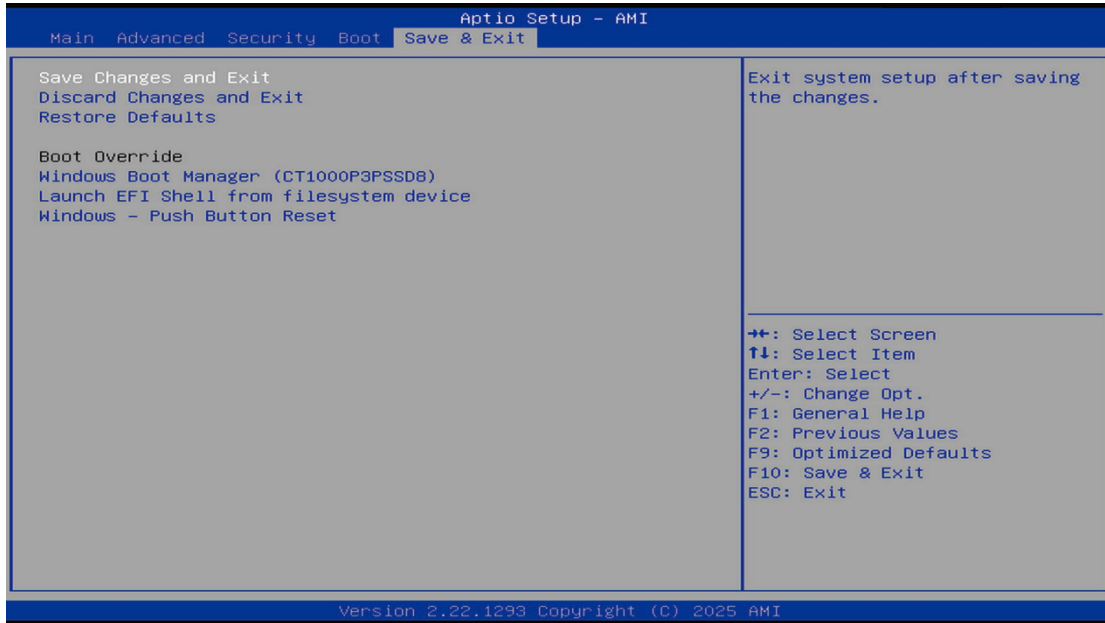 Aptio Setup – AMI
Main Advanced Security Boot Save & Exit
Save Changes and Exit
Discard Changes and Exit
Restore Defaults
Boot Override
Windows Boot Manager (CT1000P3PSSD8)
Launch EFI Shell from filesystem device
Windows – Push Button Reset
Exit system setup after saving
the changes.
→←: Select Screen
↑↓: Select Item
Enter: Select
+/-: Change Opt.
F1: General Help
F2: Previous Values
F9: Optimized Defaults
F10: Save & Exit
ESC: Exit
Version 2.22.1293 Copyright (C) 2025 AMI